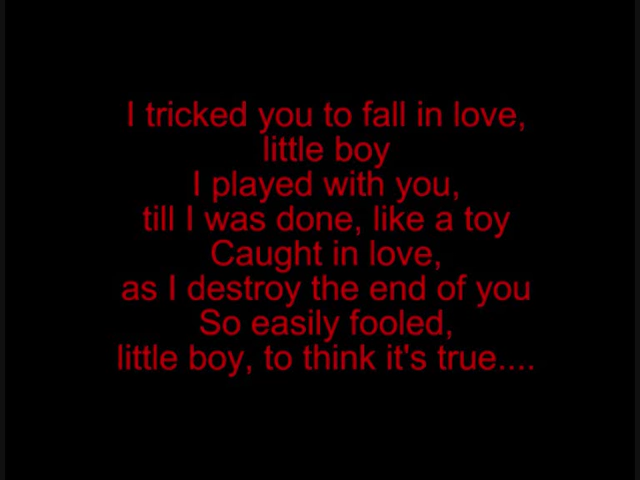 I tricked you to fall in love,
little boy
I played with you,
till I was done, like a toy
Caught in love,
as I destroy the end of you
So easily fooled,
little boy, to think it's true....